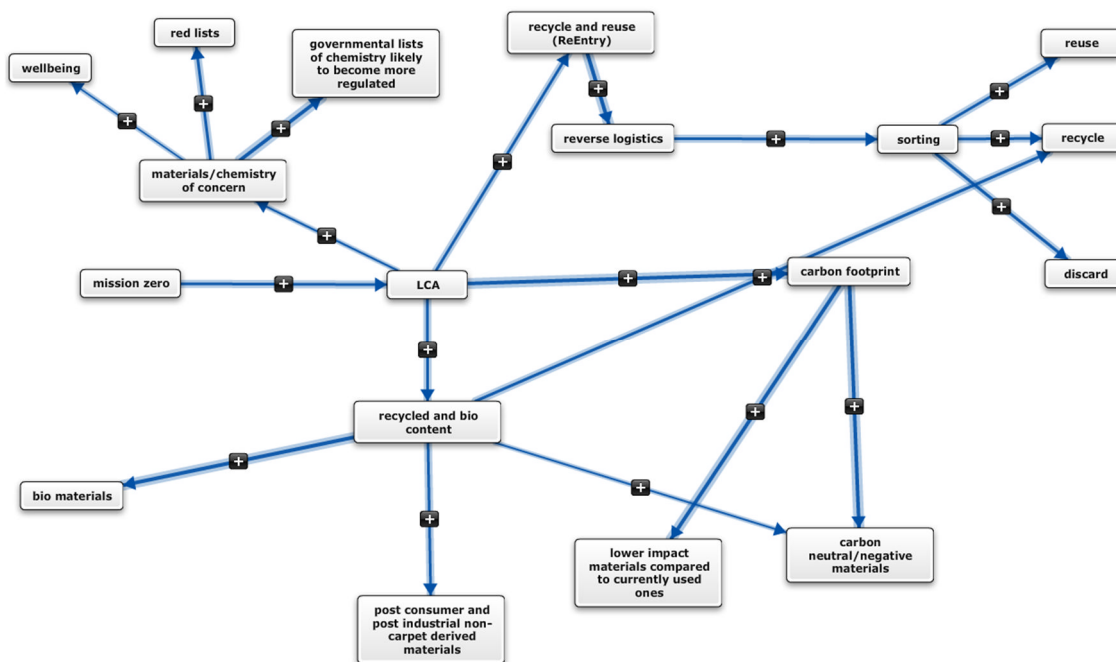 red lists
wellbeing
governmental lists
of chemistry likely
to become more
regulated
recycle and reuse
(ReEntry)
reuse
reverse logistics
sorting
recycle
materials/chemistry
of concern
mission zero
LCA
carbon footprint
discard
recycled and bio
content
bio materials
lower impact
materials compared
to currently used
ones
carbon
neutral/negative
materials
post consumer and
post industrial non-
carpet derived
materials